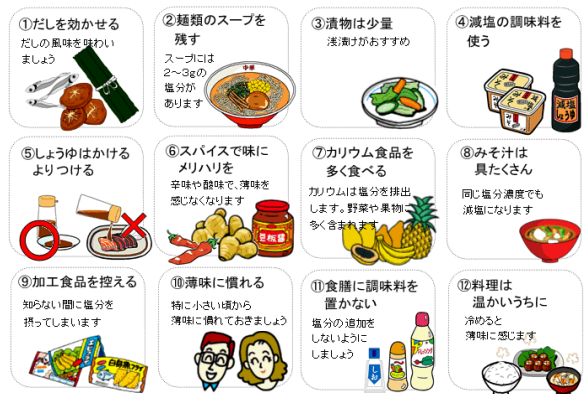 ①だしを効かせる
だしの風味を味わい
ましょう
②麺類のスープを
残す
スープには
2～3gの
塩分が
あります
③漬物は少量
浅漬けがおすすめ
④減塩の調味料を
使う
減塩
⑤しょうゆはかける
よりつける
⑥スパイスで味に
メリハリを
辛味や酸味で、薄味を
感じなくなります
⑦カリウム食品を
多く食べる
カリウムは塩分を排出
します。野菜や果物に
多く含まれます
⑧みそ汁は
具だくさん
同じ塩分濃度でも
減塩になります
⑨加工食品を控える
知らない間に塩分を
摂ってしまいます
⑩薄味に慣れる
特に小さい頃から
薄味に慣れておきましょう
⑪食膳に調味料を
置かない
塩分の追加を
しないように
しましょう
しお
⑫料理は
温かいうちに
冷めると
薄味に感じます